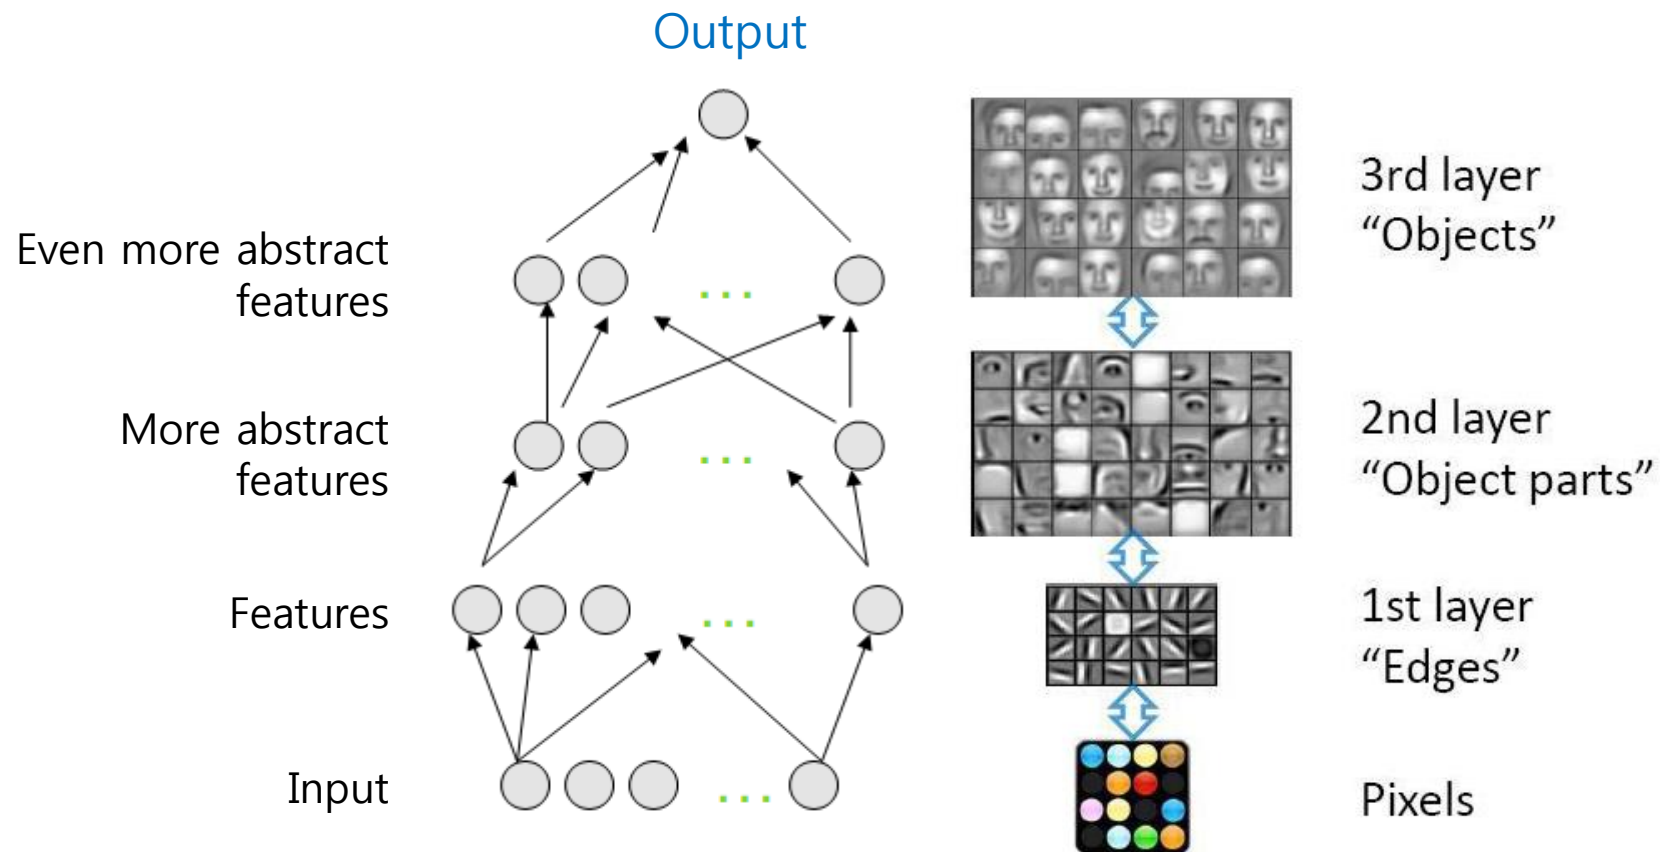 Output
Even more abstract
features
More abstract
features
Features
Input
3rd layer
“Objects”
2nd layer
“Object parts”
1st layer
“Edges”
Pixels